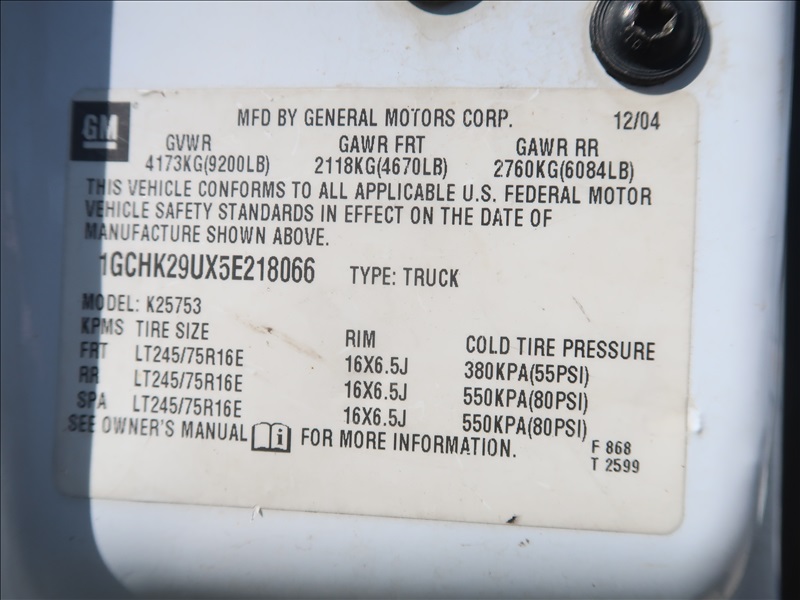 GM
MFD BY GENERAL MOTORS CORP. 12/04
GVWR GAWR FRT GAWR RR
4173KG(9200LB) 2118KG(4670LB) 2760KG(6084LB)
THIS VEHICLE CONFORMS TO ALL APPLICABLE U.S. FEDERAL MOTOR
VEHICLE SAFETY STANDARDS IN EFFECT ON THE DATE OF
MANUFACTURE SHOWN ABOVE.
1GCHK29UX5E218066 TYPE: TRUCK
MODEL: K25753
KPMS TIRE SIZE RIM COLD TIRE PRESSURE
FRT LT245/75R16E 16X6.5J 380KPA(55PSI)
RR LT245/75R16E 16X6.5J 550KPA(80PSI)
SPA LT245/75R16E 16X6.5J 550KPA(80PSI)
SEE OWNER'S MANUAL i FOR MORE INFORMATION.
F 868
T 2599